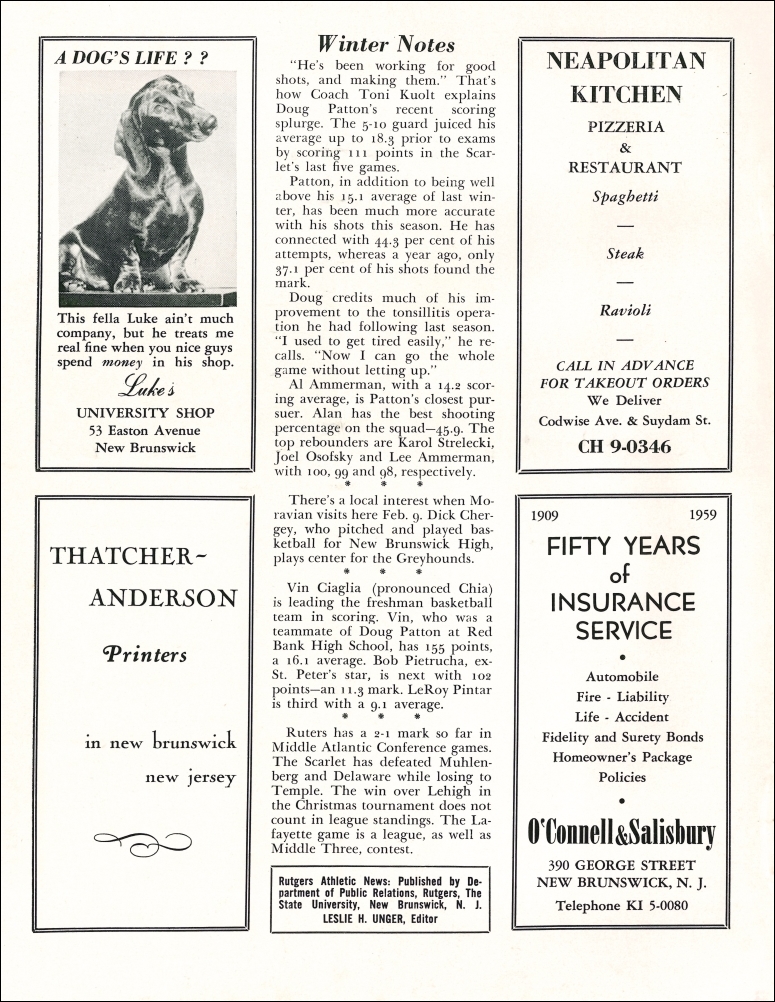 A DOG'S LIFE ? ?
This fella Luke ain't much
company, but he treats me
real fine when you nice guys
spend money in his shop.
Luke's
UNIVERSITY SHOP
53 Easton Avenue
New Brunswick
THATCHER~
ANDERSON
Printers
in new brunswick
new jersey
Winter Notes
"He's been working for good
shots, and making them." That's
how Coach Toni Kuolt explains
Doug Patton's recent scoring
splurge. The 5-10 guard juiced his
average up to 18.3 prior to exams
by scoring 111 points in the Scar-
let's last five games.
Patton, in addition to being well
above his 15.1 average of last win-
ter, has been much more accurate
with his shots this season. He has
connected with 44.3 per cent of his
attempts, whereas a year ago, only
37.1 per cent of his shots found the
mark.
Doug credits much of his im-
provement to the tonsillitis opera-
tion he had following last season.
"I used to get tired easily," he re-
calls. "Now I can go the whole
game without letting up."
Al Ammerman, with a 14.2 scor-
ing average, is Patton's closest pur-
suer. Alan has the best shooting
percentage on the squad—45.9. The
top rebounders are Karol Strelecki,
Joel Osofsky and Lee Ammerman,
with 100, 99 and 98, respectively.
* * *
There's a local interest when Mo-
ravian visits here Feb. 9. Dick Cher-
gey, who pitched and played bas-
ketball for New Brunswick High,
plays center for the Greyhounds.
* * *
Vin Ciaglia (pronounced Chia)
is leading the freshman basketball
team in scoring. Vin, who was a
teammate of Doug Patton at Red
Bank High School, has 155 points,
a 16.1 average. Bob Pietrucha, ex-
St. Peter's star, is next with 102
points—an 11.3 mark. LeRoy Pintar
is third with a 9.1 average.
* * *
Ruters has a 2-1 mark so far in
Middle Atlantic Conference games.
The Scarlet has defeated Muhlen-
berg and Delaware while losing to
Temple. The win over Lehigh in
the Christmas tournament does not
count in league standings. The La-
fayette game is a league, as well as
Middle Three, contest.
Rutgers Athletic News: Published by De-
partment of Public Relations, Rutgers, The
State University, New Brunswick, N. J.
LESLIE H. UNGER, Editor
NEAPOLITAN
KITCHEN
PIZZERIA
&
RESTAURANT
Spaghetti
—
Steak
—
Ravioli
—
CALL IN ADVANCE
FOR TAKEOUT ORDERS
We Deliver
Codwise Ave. & Suydam St.
CH 9-0346
1909 1959
FIFTY YEARS
of
INSURANCE
SERVICE
•
Automobile
Fire - Liability
Life - Accident
Fidelity and Surety Bonds
Homeowner's Package
Policies
•
O'Connell & Salisbury
390 GEORGE STREET
NEW BRUNSWICK, N. J.
Telephone KI 5-0080